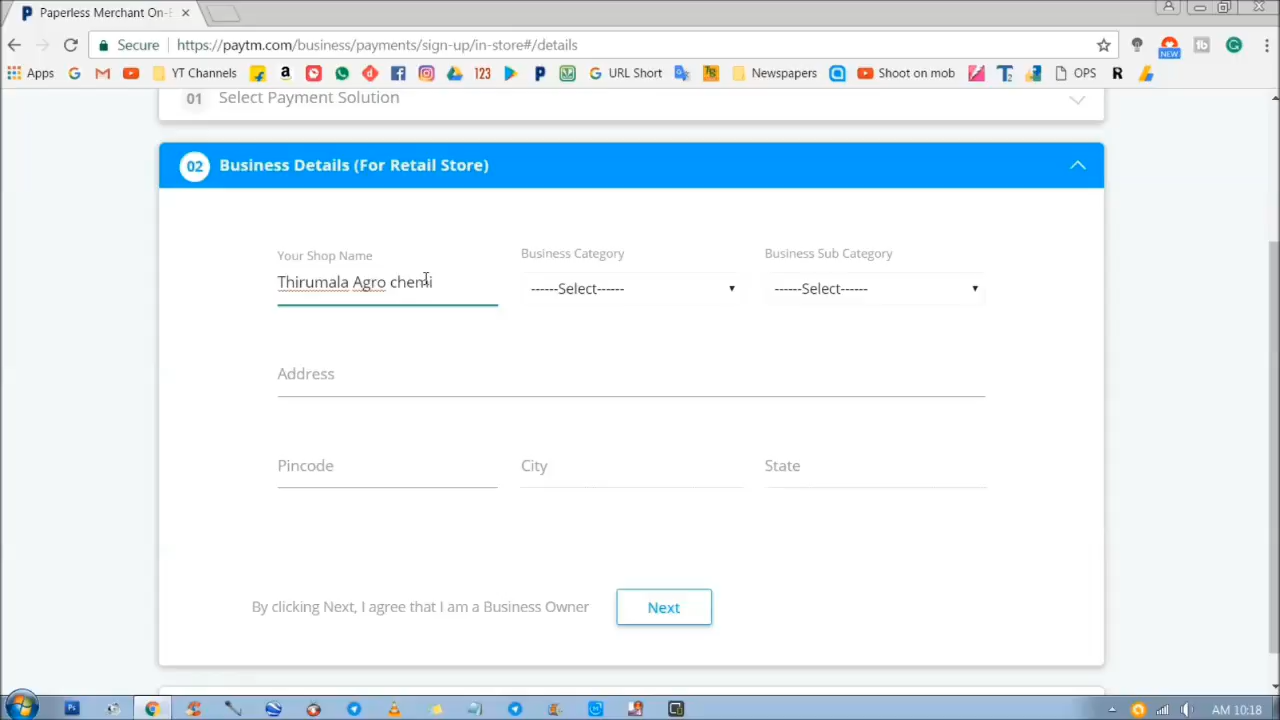 Paperless Merchant On-E
Secure
https://paytm.com/business/payments/sign-up/in-store#/details
NEW
Apps
YT Channels
123
URL Short
Newspapers
Shoot on mob
OPS
01 Select Payment Solution
02 Business Details (For Retail Store)
Your Shop Name
Business Category
Business Sub Category
Thirumala Agro chemi
------Select------
------Select------
Address
Pincode
City
State
By clicking Next, I agree that I am a Business Owner
Next
AM 10:18